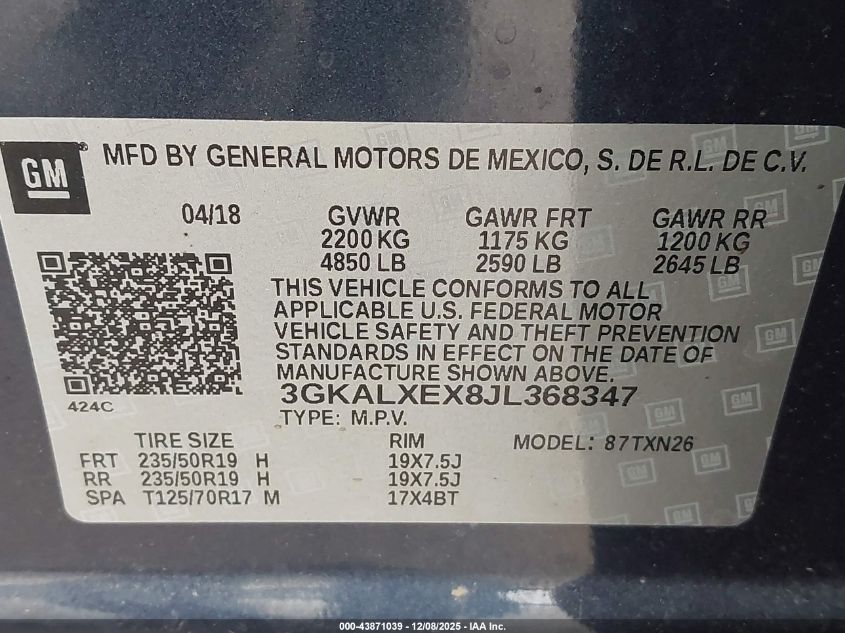 GM® MFD BY GENERAL MOTORS DE MEXICO, S. DE R.L. DE C.V.
04/18 GVWR GAWR FRT GAWR RR
2200 KG 1175 KG 1200 KG
4850 LB 2590 LB 2645 LB
THIS VEHICLE CONFORMS TO ALL
APPLICABLE U.S. FEDERAL MOTOR
VEHICLE SAFETY AND THEFT PREVENTION
STANDARDS IN EFFECT ON THE DATE OF
MANUFACTURE SHOWN ABOVE.
3GKALXEX8JL368347
424C
TYPE: M.P.V.
TIRE SIZE RIM MODEL: 87TXN26
FRT 235/50R19 H 19X7.5J
RR 235/50R19 H 19X7.5J
SPA T125/70R17 M 17X4BT
000-43871039 - 12/08/2025 - IAA Inc.